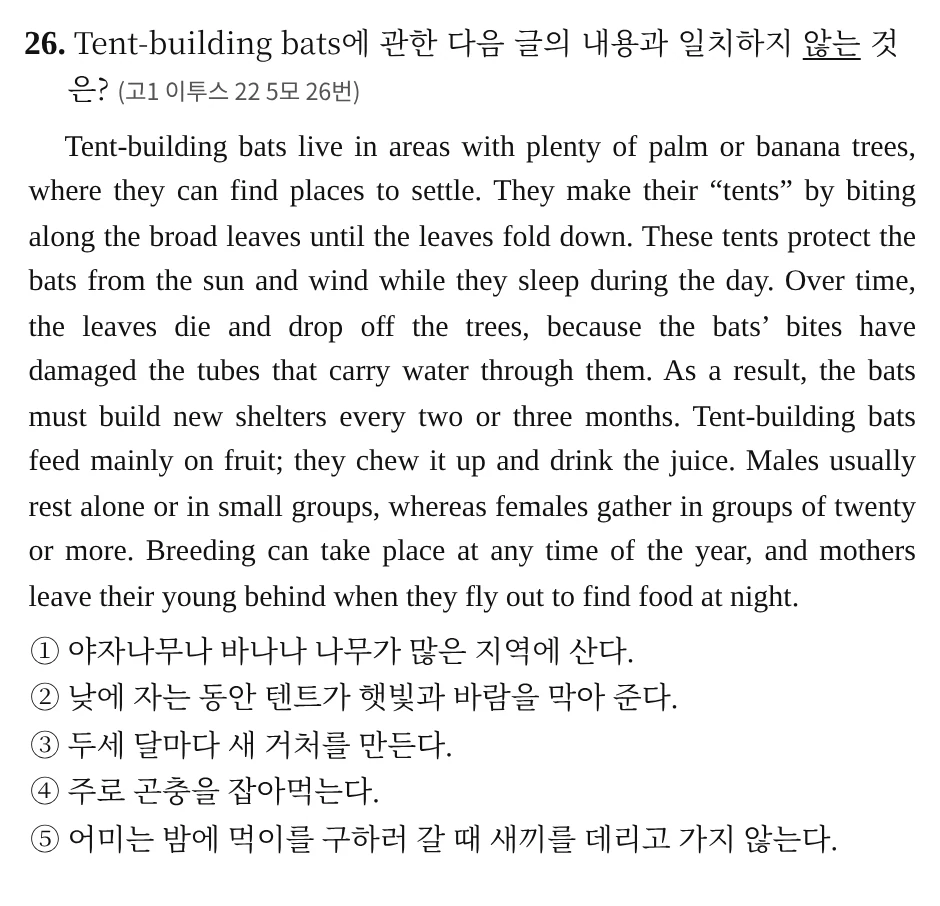 26. Tent-building bats에 관한 다음 글의 내용과 일치하지 않는 것
은? (고1 이투스 22 5모 26번)
Tent-building bats live in areas with plenty of palm or banana trees,
where they can find places to settle. They make their “tents” by biting
along the broad leaves until the leaves fold down. These tents protect the
bats from the sun and wind while they sleep during the day. Over time,
the leaves die and drop off the trees, because the bats’ bites have
damaged the tubes that carry water through them. As a result, the bats
must build new shelters every two or three months. Tent-building bats
feed mainly on fruit; they chew it up and drink the juice. Males usually
rest alone or in small groups, whereas females gather in groups of twenty
or more. Breeding can take place at any time of the year, and mothers
leave their young behind when they fly out to find food at night.
① 야자나무나 바나나 나무가 많은 지역에 산다.
② 낮에 자는 동안 텐트가 햇빛과 바람을 막아 준다.
③ 두세 달마다 새 거처를 만든다.
④ 주로 곤충을 잡아먹는다.
⑤ 어미는 밤에 먹이를 구하러 갈 때 새끼를 데리고 가지 않는다.